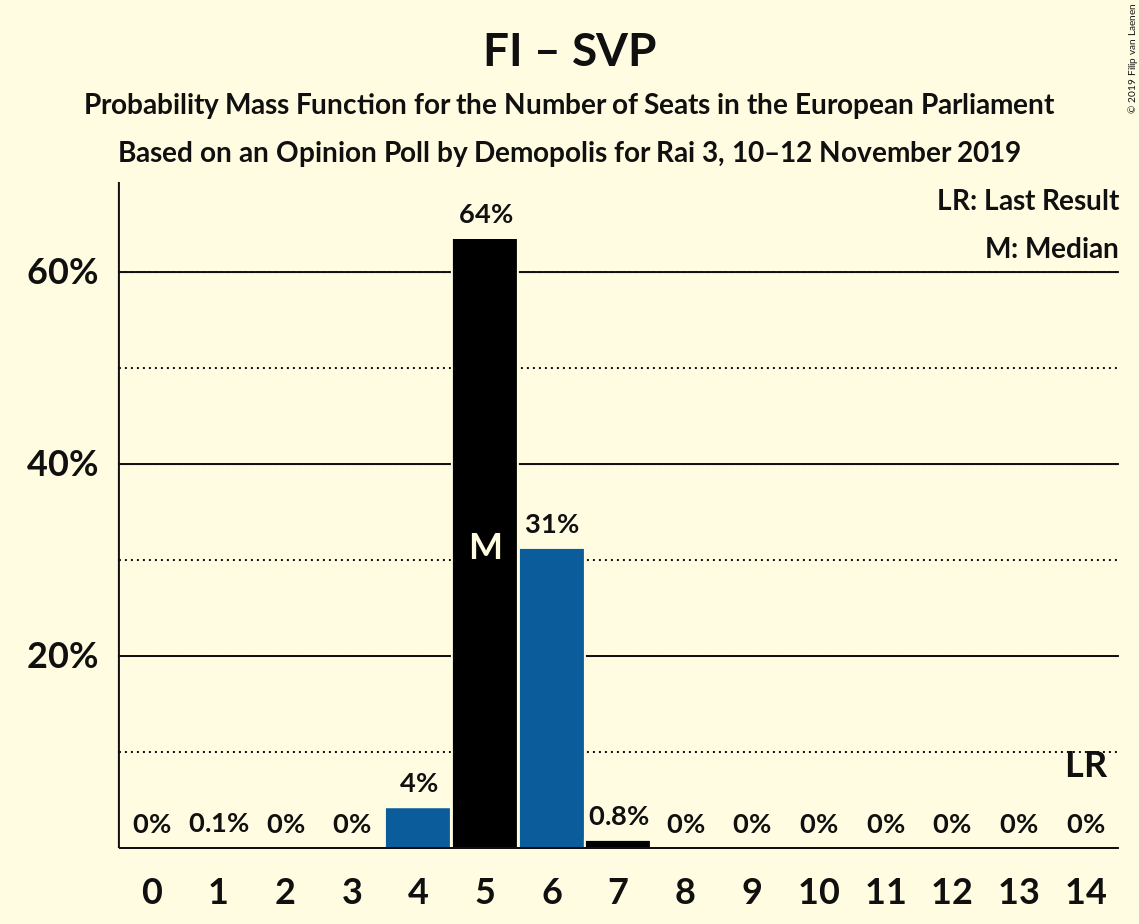 FI – SVP
Probability Mass Function for the Number of Seats in the European Parliament
Based on an Opinion Poll by Demopolis for Rai 3, 10–12 November 2019
© 2019 Filip van Laenen
LR: Last Result
M: Median
64%
60%
40%
31%
M
20%
LR
4%
0% 0.1% 0% 0% 0.8% 0% 0% 0% 0% 0% 0% 0%
0 1 2 3 4 5 6 7 8 9 10 11 12 13 14